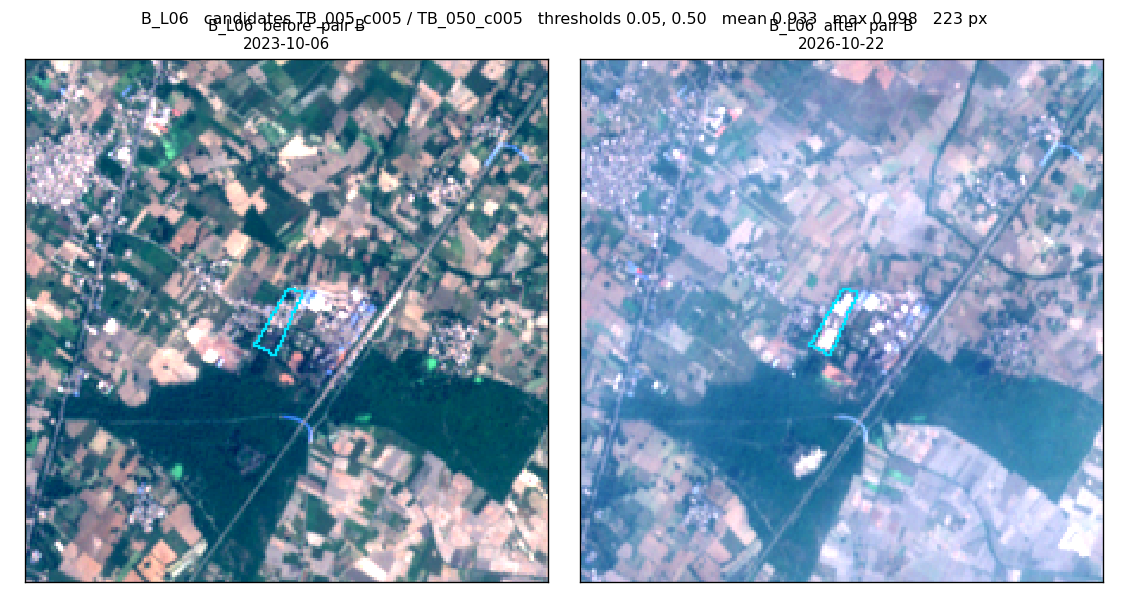 B_L06 candidates TB_005_c005 / TB_050_c005 thresholds 0.05, 0.50 mean 0.933 max 0.998 223 px
B_L06 before pair B
2023-10-06
B_L06 after pair B
2026-10-22